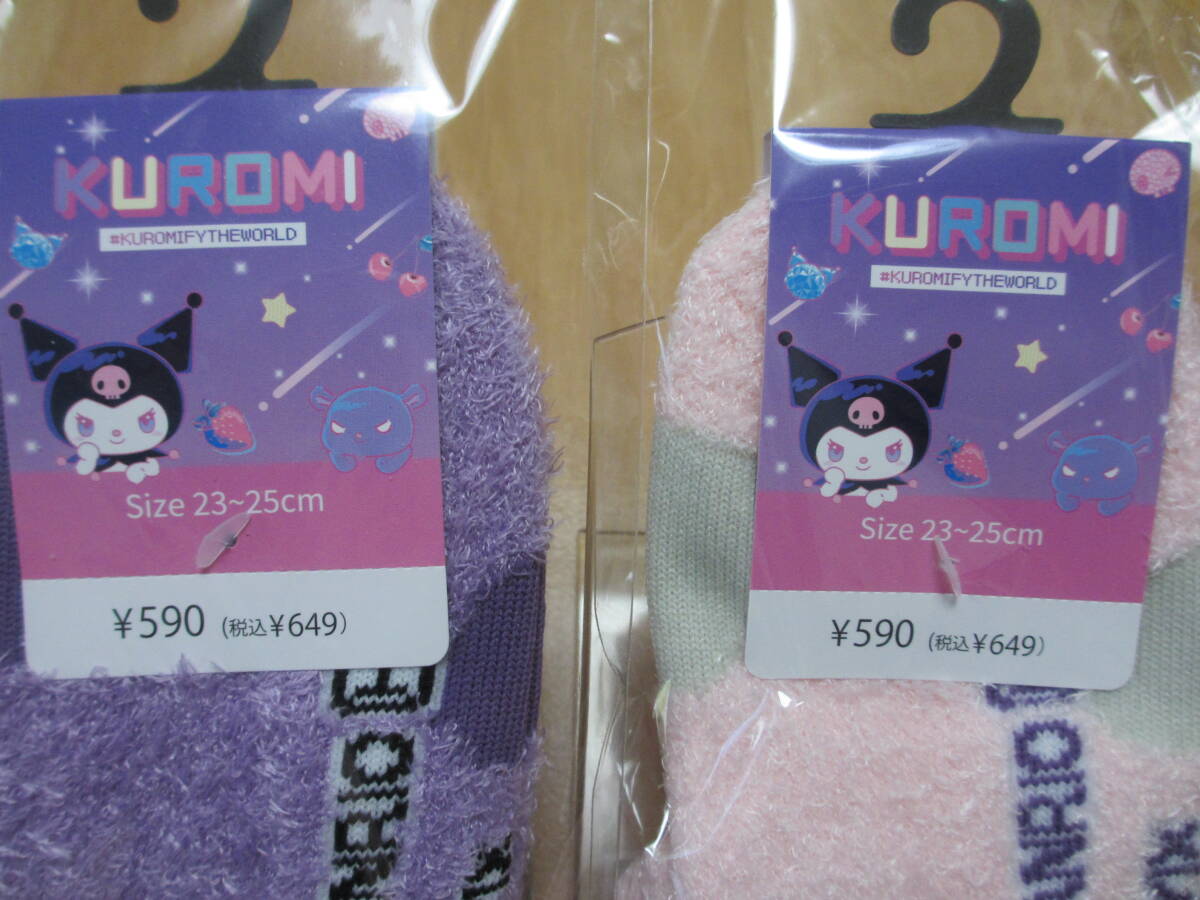 KUROMI
#KUROMIFYTHEWORLD
Size 23~25cm
¥590 (税込¥649)
KUROMI
#KUROMIFYTHEWORLD
Size 23~25cm
¥590 (税込¥649)